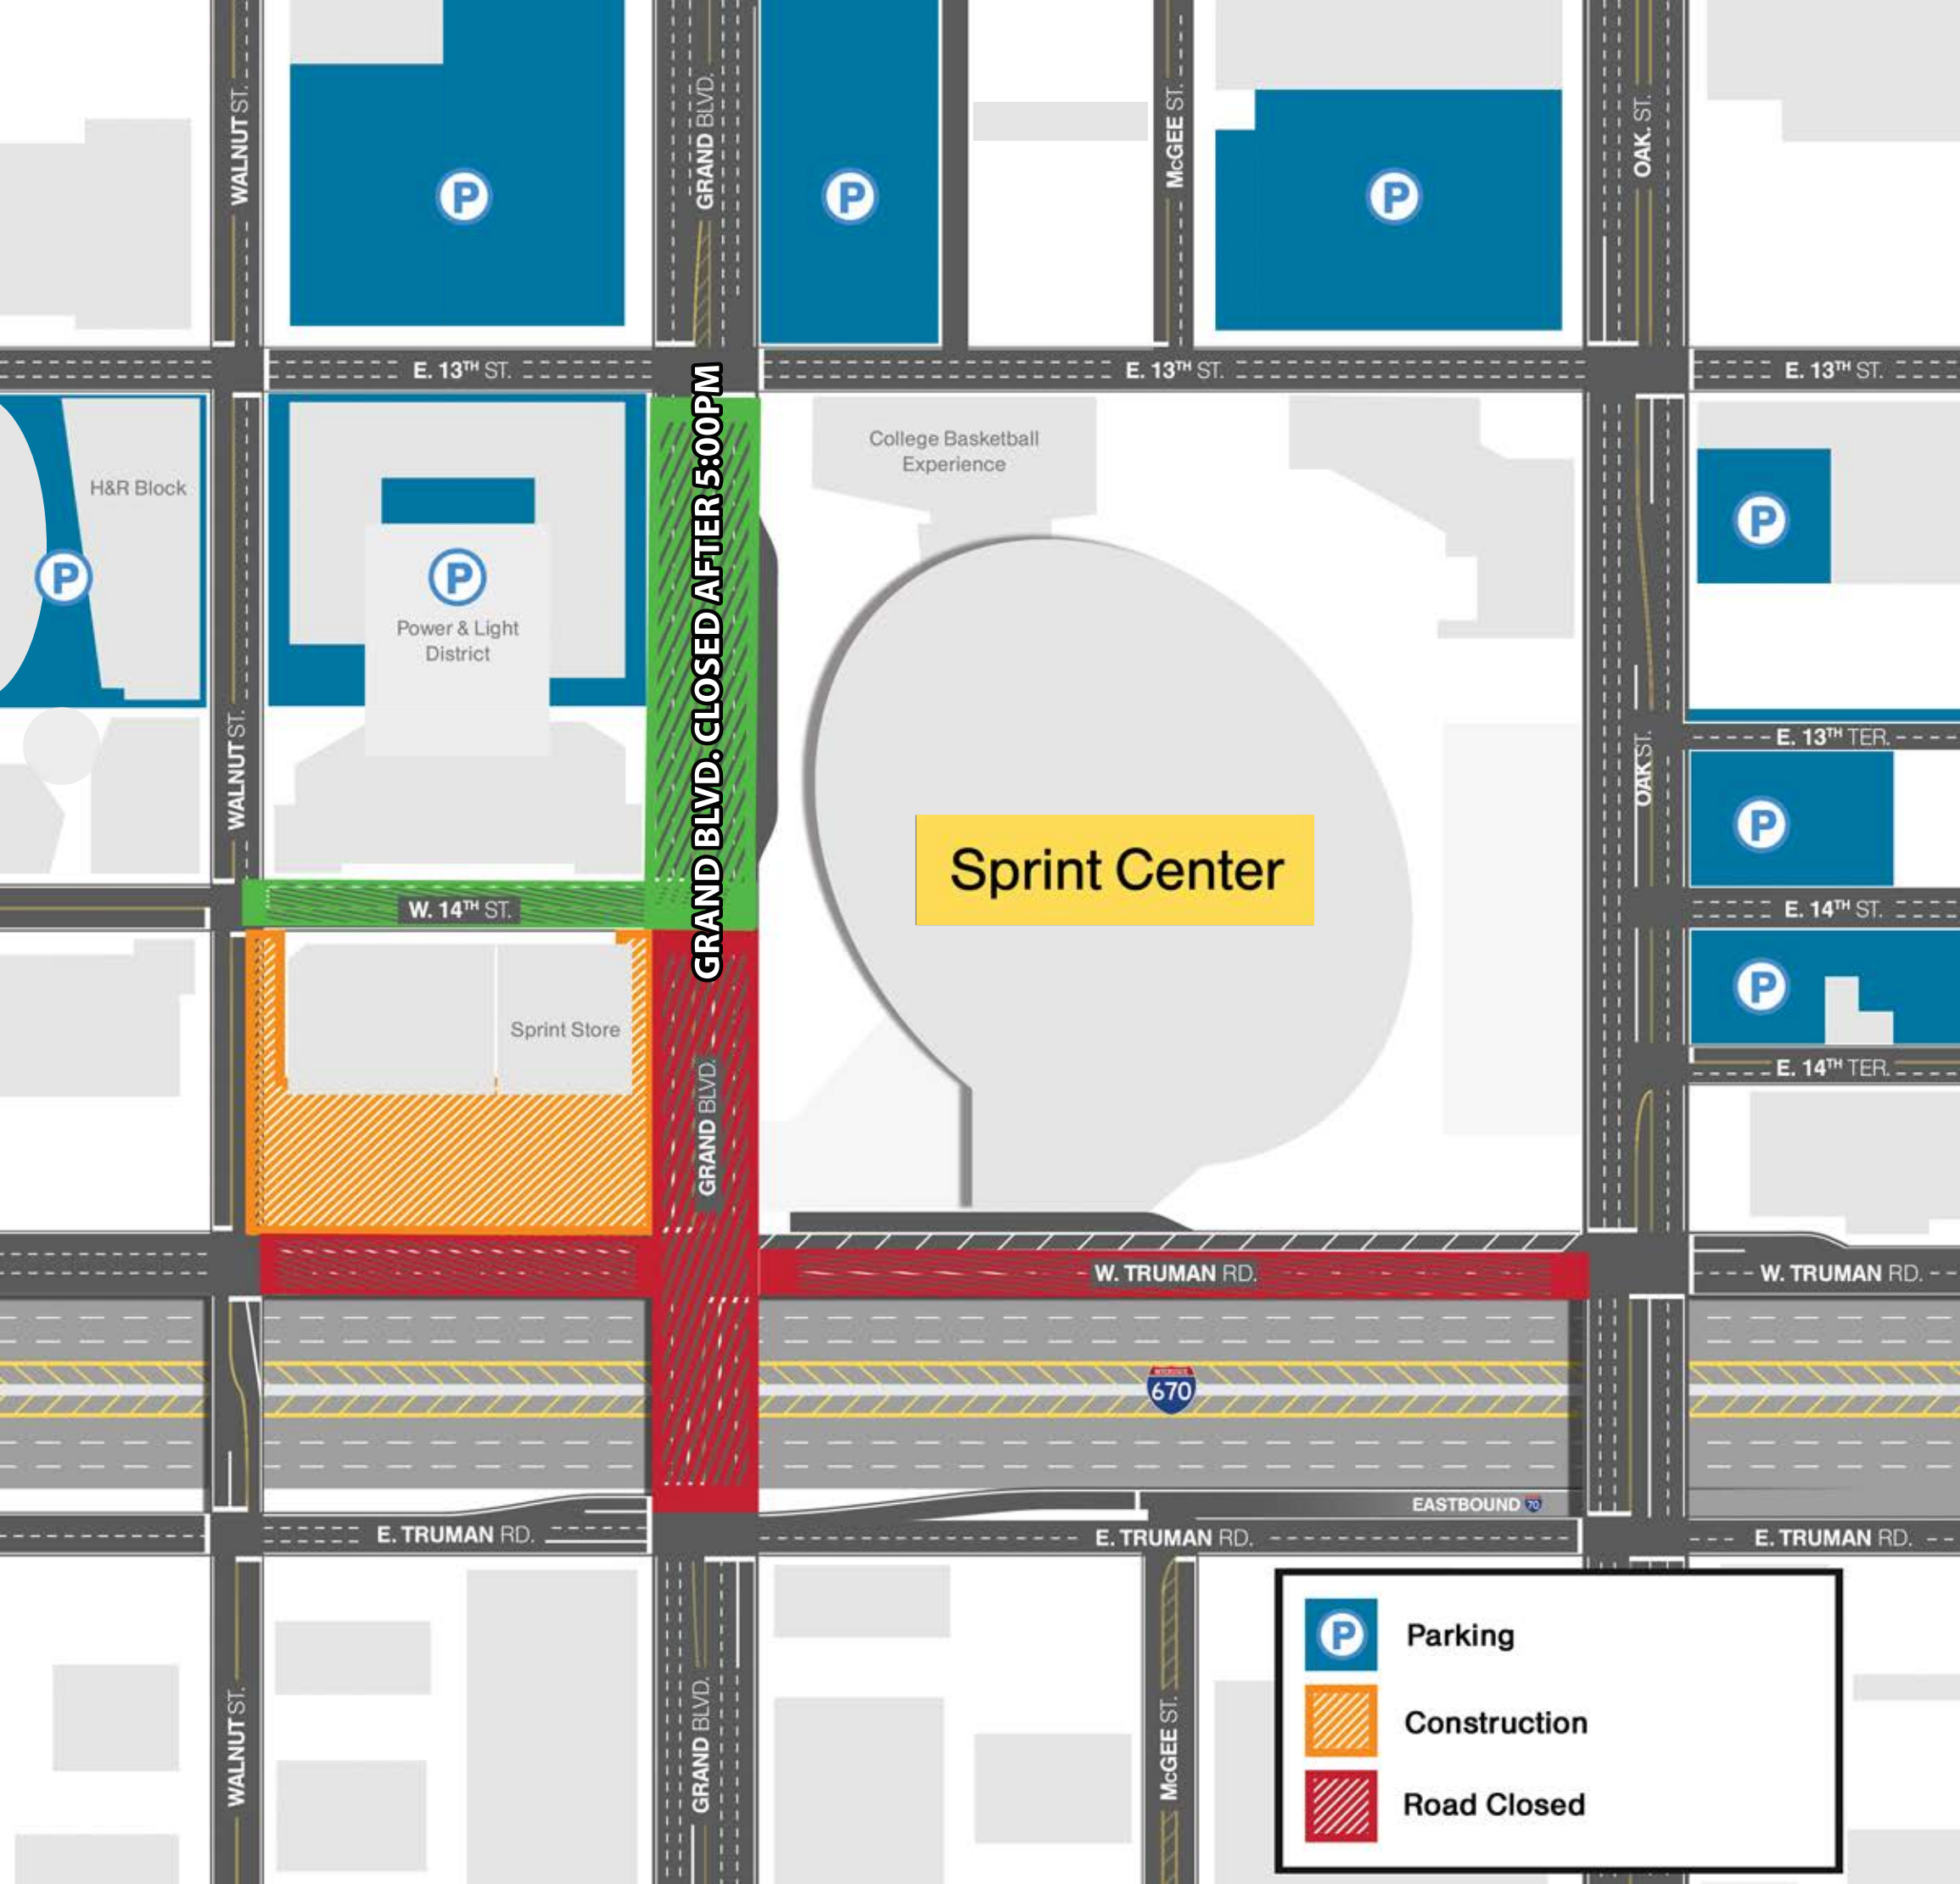 WALNUT ST.
GRAND BLVD.
McGEE ST.
OAK. ST.
P
P
P
E. 13TH ST.
E. 13TH ST.
E. 13TH ST.
GRAND BLVD. CLOSED AFTER 5:00PM
College Basketball
Experience
H&R Block
P
P
P
Power & Light
District
WALNUT ST.
OAK ST.
E. 13TH TER.
P
Sprint Center
W. 14TH ST.
E. 14TH ST.
P
Sprint Store
E. 14TH TER.
GRAND BLVD.
W. TRUMAN RD.
W. TRUMAN RD.
INTERSTATE
670
EASTBOUND 70
E. TRUMAN RD.
E. TRUMAN RD.
E. TRUMAN RD.
WALNUT ST.
GRAND BLVD.
McGEE ST.
P Parking
Construction
Road Closed